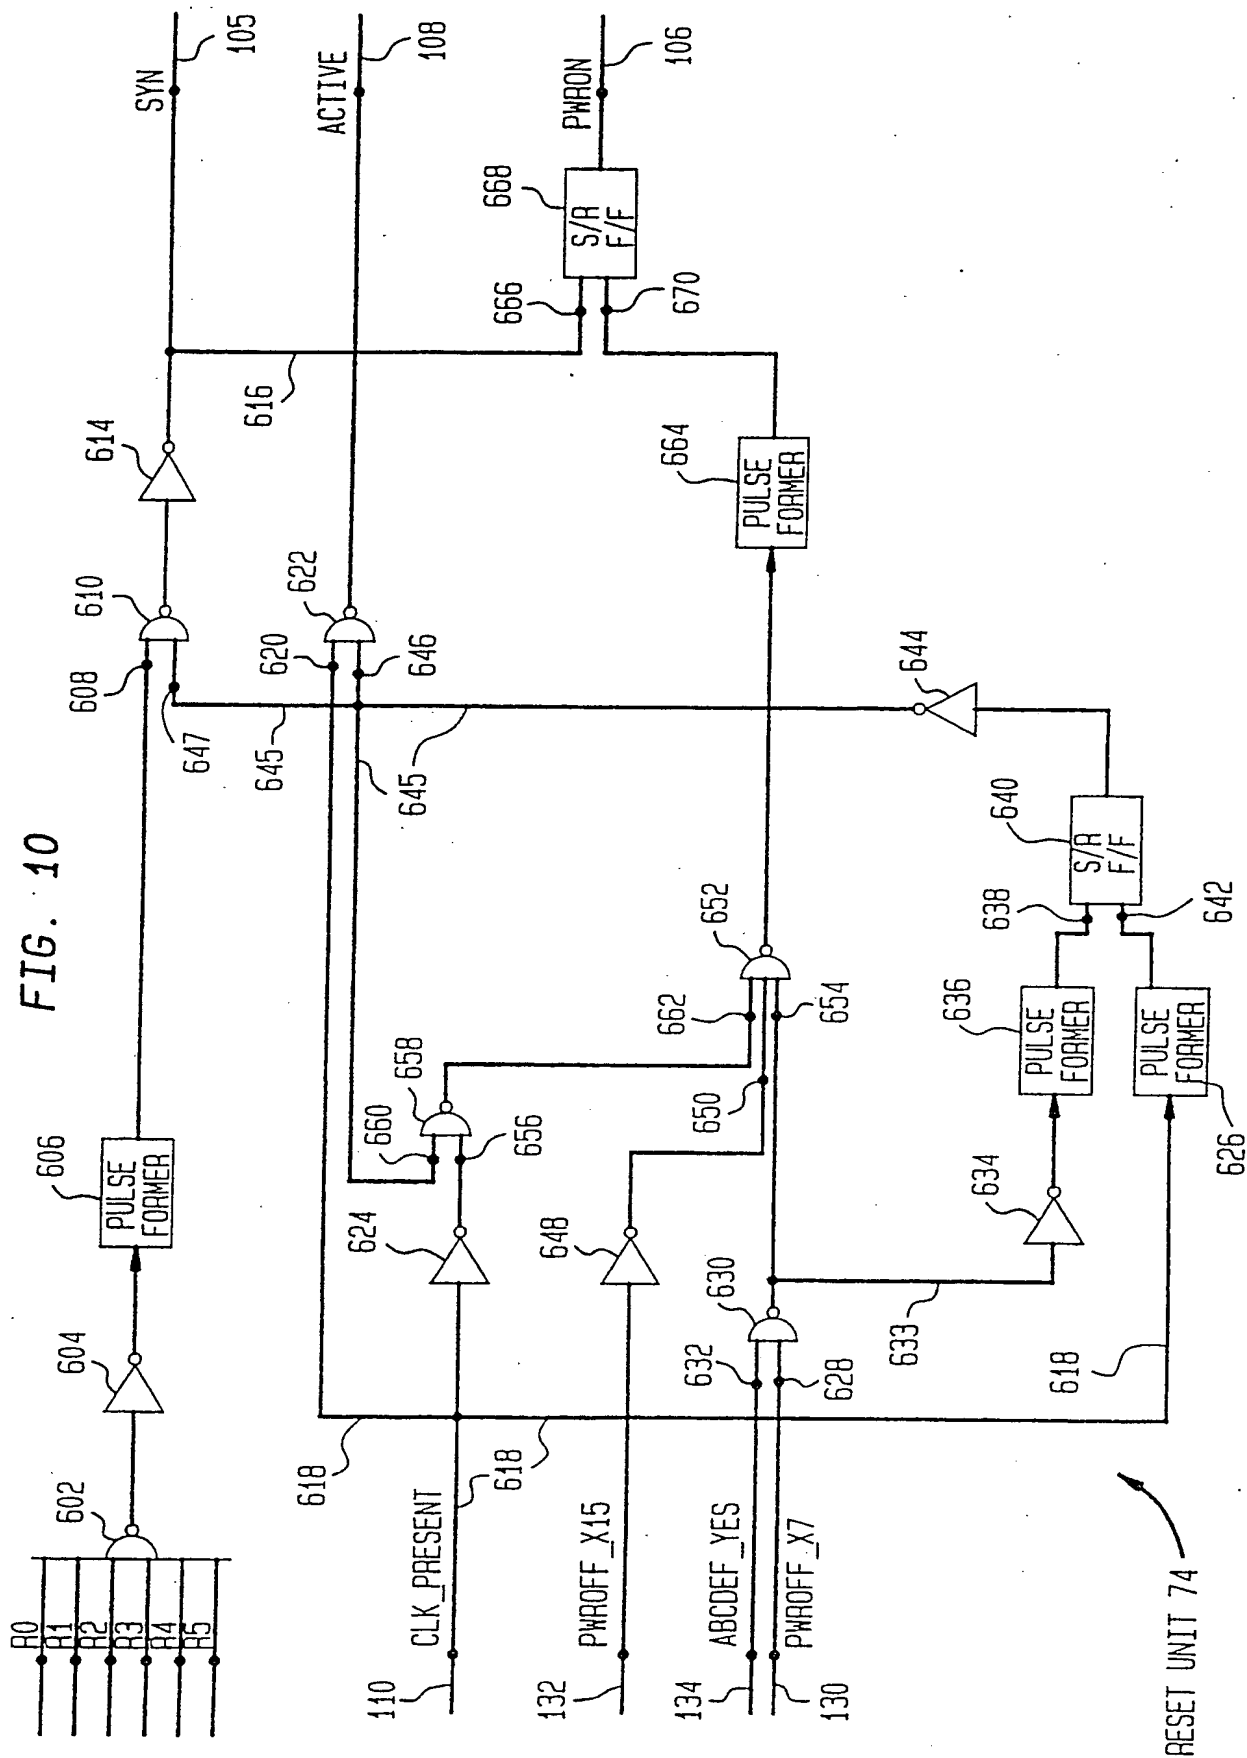 FIG. 10
R0
R1
R2
R3
R4
R5
602
604
606
PULSE
FORMER
608
610
614
SYN
105
647
645
616
618
620
622
646
ACTIVE
108
645
110
CLK_PRESENT
618
624
660
656
658
662
666
668
S/R
F/F
PWRON
106
670
618
132
PWROFF_X15
648
650
652
654
664
PULSE
FORMER
134
ABCDEF_YES
632
630
130
PWROFF_X7
628
633
634
636
PULSE
FORMER
638
640
S/R
F/F
644
642
618
PULSE
FORMER
626
RESET UNIT 74